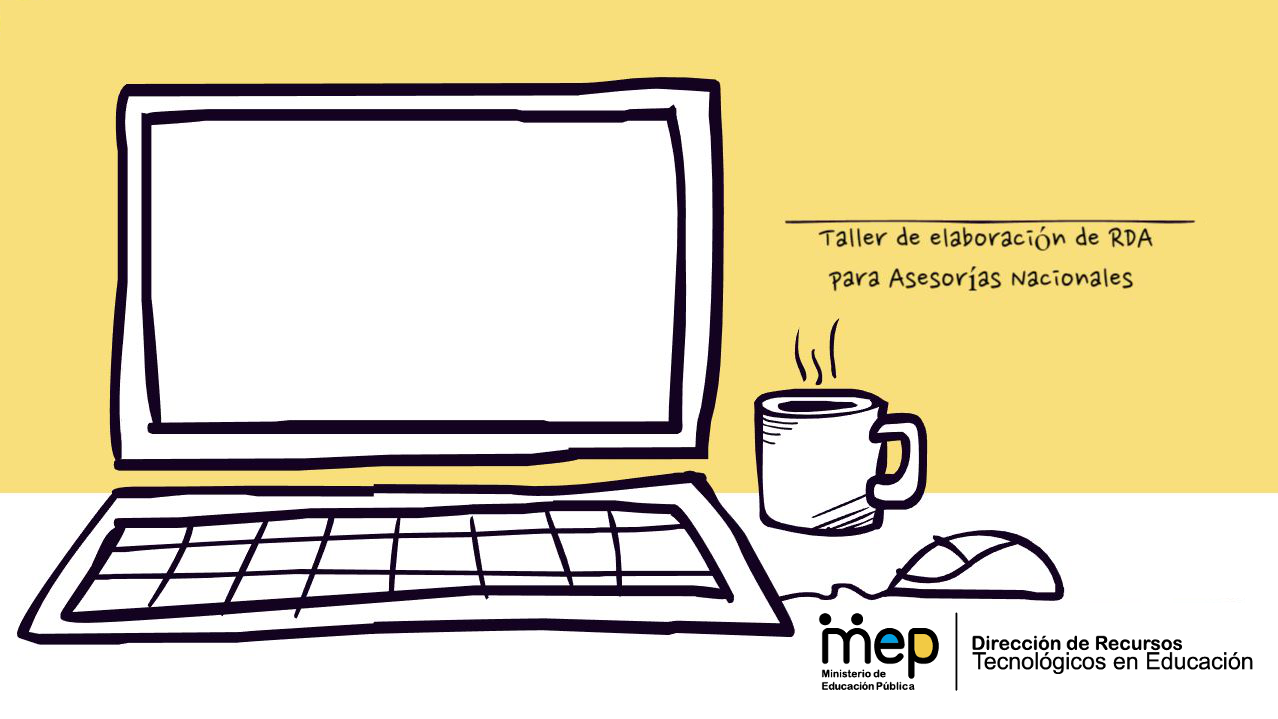 Taller de elaboración de RDA
para Asesorías Nacionales
mep
Ministerio de
Educación Pública
Dirección de Recursos
Tecnológicos en Educación